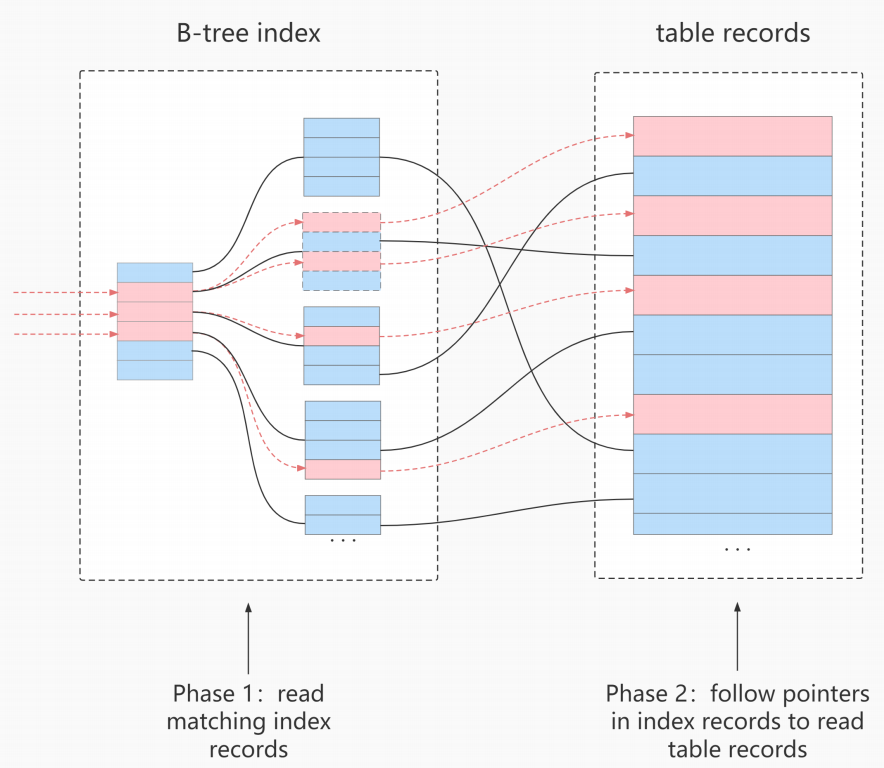 B-tree index
table records
...
...
Phase 1：read
matching index
records
Phase 2：follow pointers
in index records to read
table records